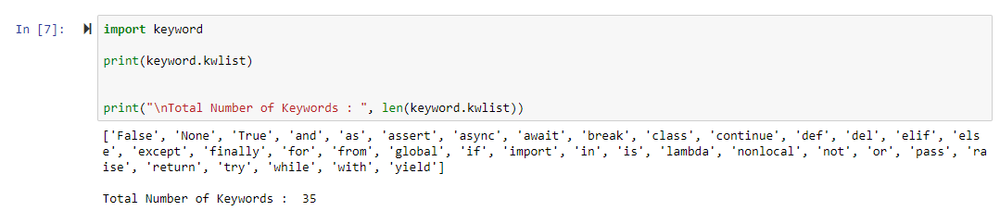 In [7]: import keyword
print(keyword.kwlist)
print("\nTotal Number of Keywords : ", len(keyword.kwlist))
['False', 'None', 'True', 'and', 'as', 'assert', 'async', 'await', 'break', 'class', 'continue', 'def', 'del', 'elif', 'els
e', 'except', 'finally', 'for', 'from', 'global', 'if', 'import', 'in', 'is', 'lambda', 'nonlocal', 'not', 'or', 'pass', 'ra
ise', 'return', 'try', 'while', 'with', 'yield']
Total Number of Keywords :  35